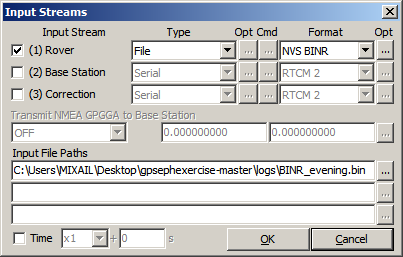 Input Streams
Input Stream Type Opt Cmd Format Opt
(1) Rover File ... ... NVS BINR ...
(2) Base Station Serial ... ... RTCM 2 ...
(3) Correction Serial ... ... RTCM 2 ...
Transmit NMEA GPGGA to Base Station
OFF 0.000000000 0.000000000 ...
Input File Paths
C:\Users\MIXAIL\Desktop\gpsephexercise-master\logs\BINR_evening.bin ...
...
...
Time x1 + 0 s OK Cancel